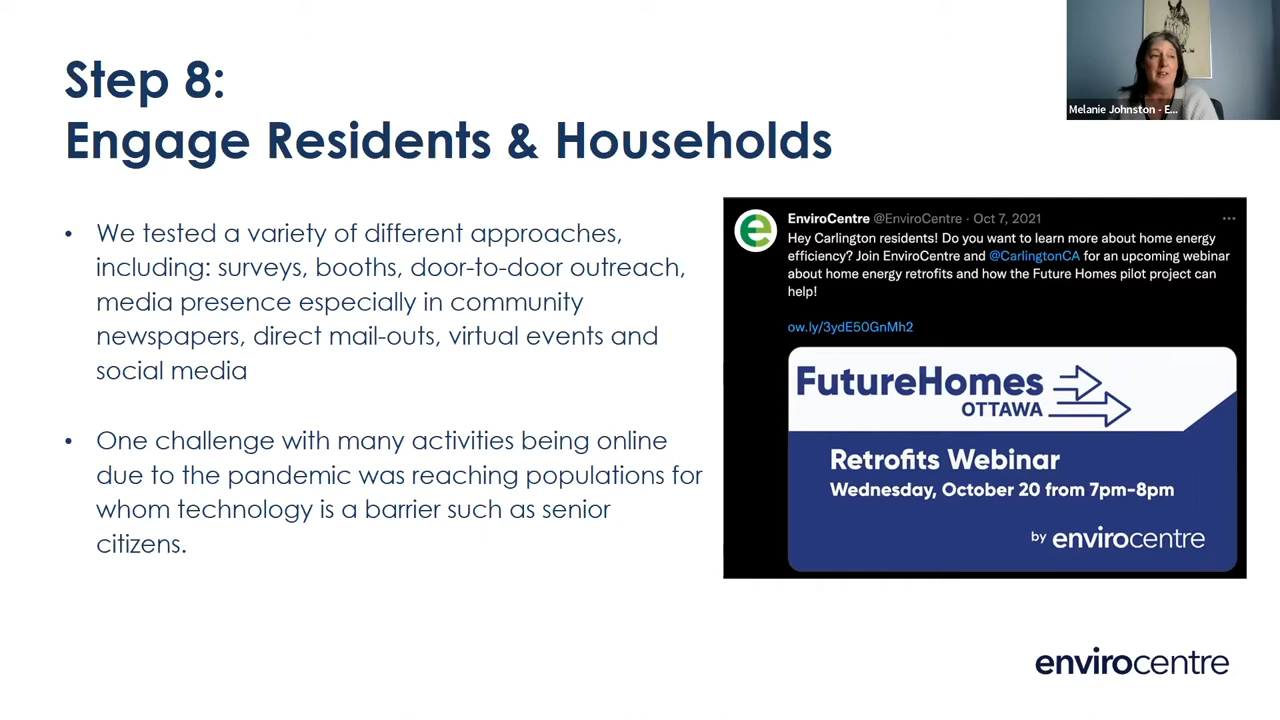 Step 8:
Engage Residents & Households
Melanie Johnston - E...
• We tested a variety of different approaches,
including: surveys, booths, door-to-door outreach,
media presence especially in community
newspapers, direct mail-outs, virtual events and
social media
• One challenge with many activities being online
due to the pandemic was reaching populations for
whom technology is a barrier such as senior
citizens.
EnviroCentre @EnviroCentre · Oct 7, 2021 ...
Hey Carlington residents! Do you want to learn more about home energy
efficiency? Join EnviroCentre and @CarlingtonCA for an upcoming webinar
about home energy retrofits and how the Future Homes pilot project can
help!
ow.ly/3ydE50GnMh2
FutureHomes
OTTAWA
Retrofits Webinar
Wednesday, October 20 from 7pm-8pm
by envirocentre
envirocentre